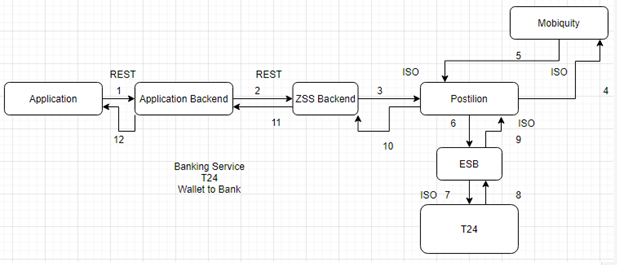 Mobiquity
5
REST
REST
ISO
ISO
1
2
3
4
Application
Application Backend
ZSS Backend
Postilion
6
ISO
11
12
10
9
Banking Service
T24
Wallet to Bank
ESB
ISO
7
8
T24